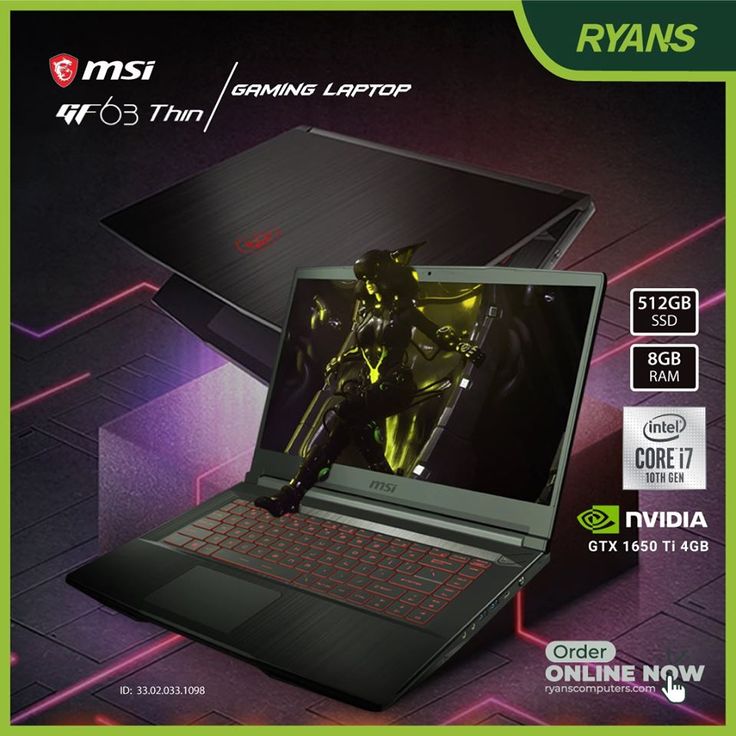 RYANS
msi
GF63 Thin
GAMING LAPTOP
512GB
SSD
8GB
RAM
intel
CORE i7
10TH GEN
NVIDIA
GTX 1650 Ti 4GB
msi
Order
ONLINE NOW
ryanscomputers.com
ID: 33.02.033.1098